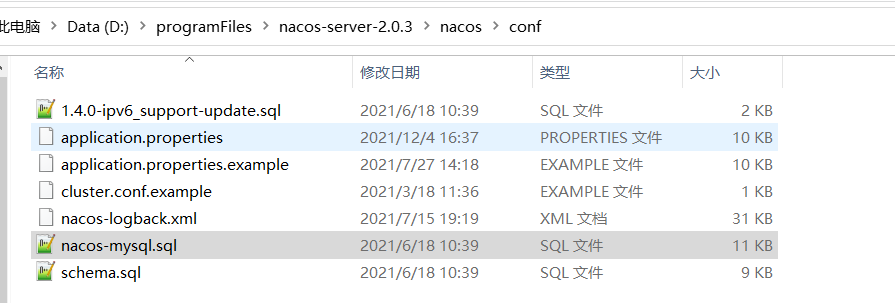 此电脑 > Data (D:) > programFiles > nacos-server-2.0.3 > nacos > conf
名称 修改日期 类型 大小
1.4.0-ipv6_support-update.sql 2021/6/18 10:39 SQL 文件 2 KB
application.properties 2021/12/4 16:37 PROPERTIES 文件 10 KB
application.properties.example 2021/7/27 14:18 EXAMPLE 文件 10 KB
cluster.conf.example 2021/3/18 11:36 EXAMPLE 文件 1 KB
nacos-logback.xml 2021/7/15 19:19 XML 文档 31 KB
nacos-mysql.sql 2021/6/18 10:39 SQL 文件 11 KB
schema.sql 2021/6/18 10:39 SQL 文件 9 KB